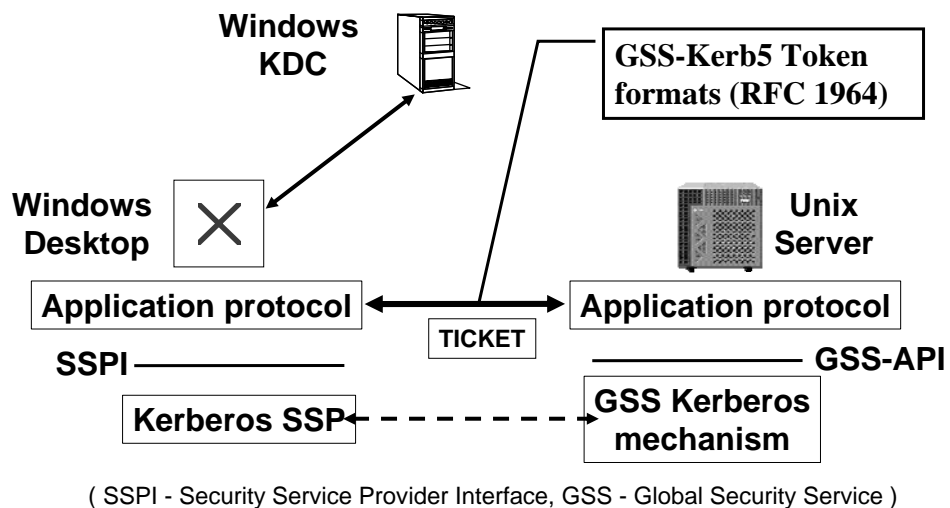 Windows
KDC
GSS-Kerb5 Token
formats (RFC 1964)
Windows
Desktop
Unix
Server
Application protocol
Application protocol
TICKET
SSPI
GSS-API
Kerberos SSP
GSS Kerberos
mechanism
( SSPI - Security Service Provider Interface, GSS - Global Security Service )